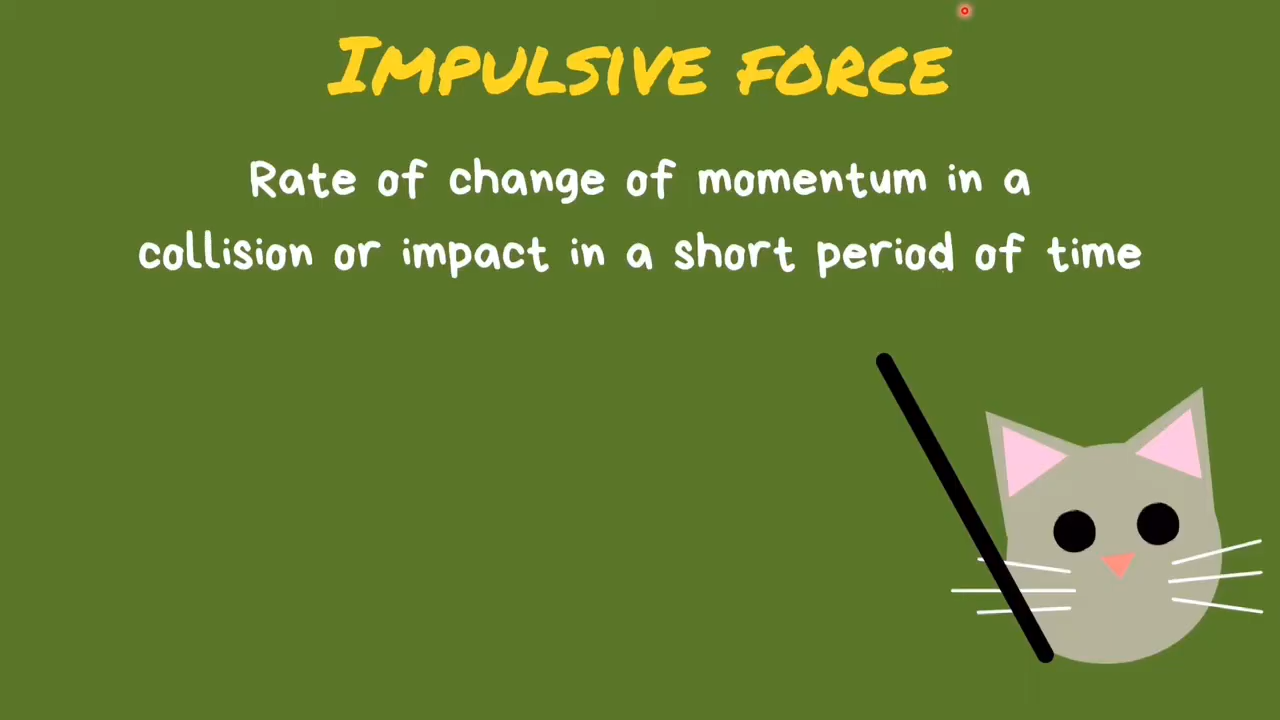 Impulsive force
Rate of change of momentum in a
collision or impact in a short period of time